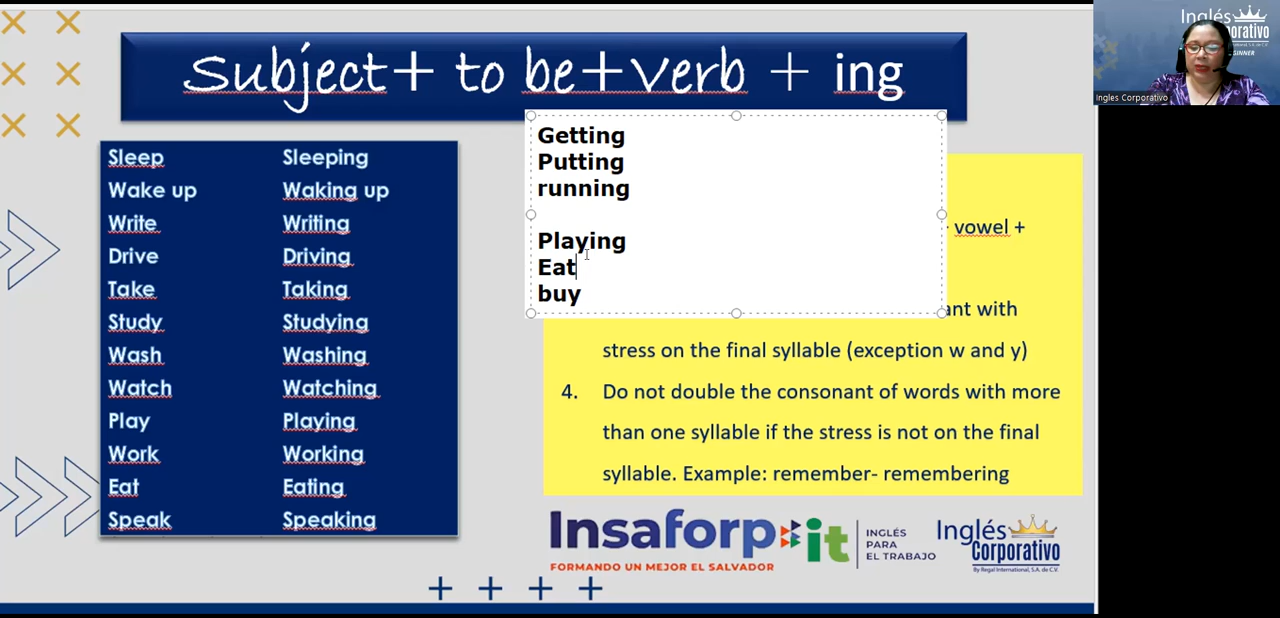 Subject+ to be+verb + ing
Sleep Sleeping
Wake up Waking up
Write Writing
Drive Driving
Take Taking
Study Studying
Wash Washing
Watch Watching
Play Playing
Work Working
Eat Eating
Speak Speaking
Getting
Putting
running
Playing
Eat
buy
vowel +
ant with
stress on the final syllable (exception w and y)
4. Do not double the consonant of words with more
than one syllable if the stress is not on the final
syllable. Example: remember- remembering
Insaforp it
FORMANDO UN MEJOR EL SALVADOR
INGLÉS
PARA
EL TRABAJO
Inglés
Corporativo
By Regal International, S.A. de C.V.
Inglés
orativo
Ingles Corporativo